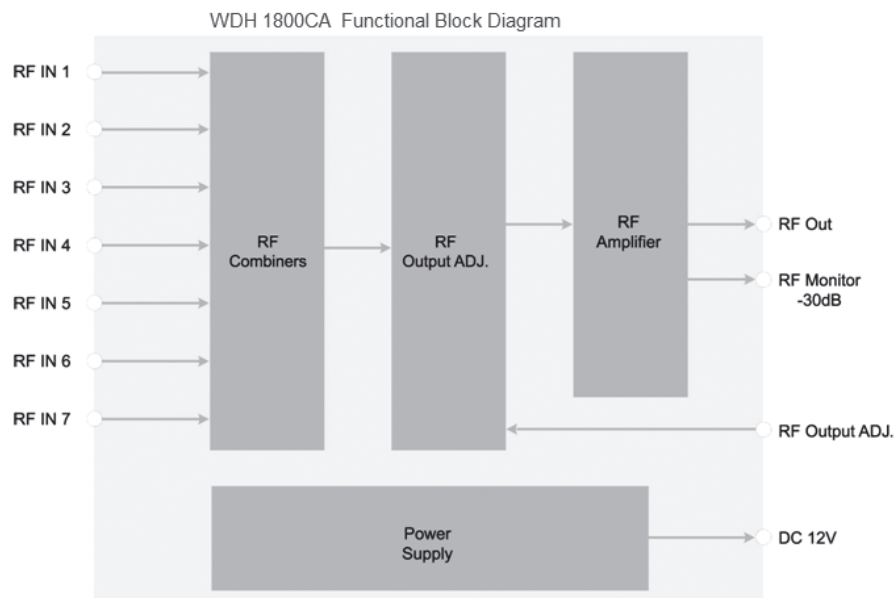 WDH 1800CA Functional Block Diagram
RF IN 1
RF IN 2
RF IN 3
RF IN 4
RF IN 5
RF IN 6
RF IN 7
RF
Combiners
RF
Output ADJ.
RF
Amplifier
RF Out
RF Monitor
-30dB
RF Output ADJ.
Power
Supply
DC 12V